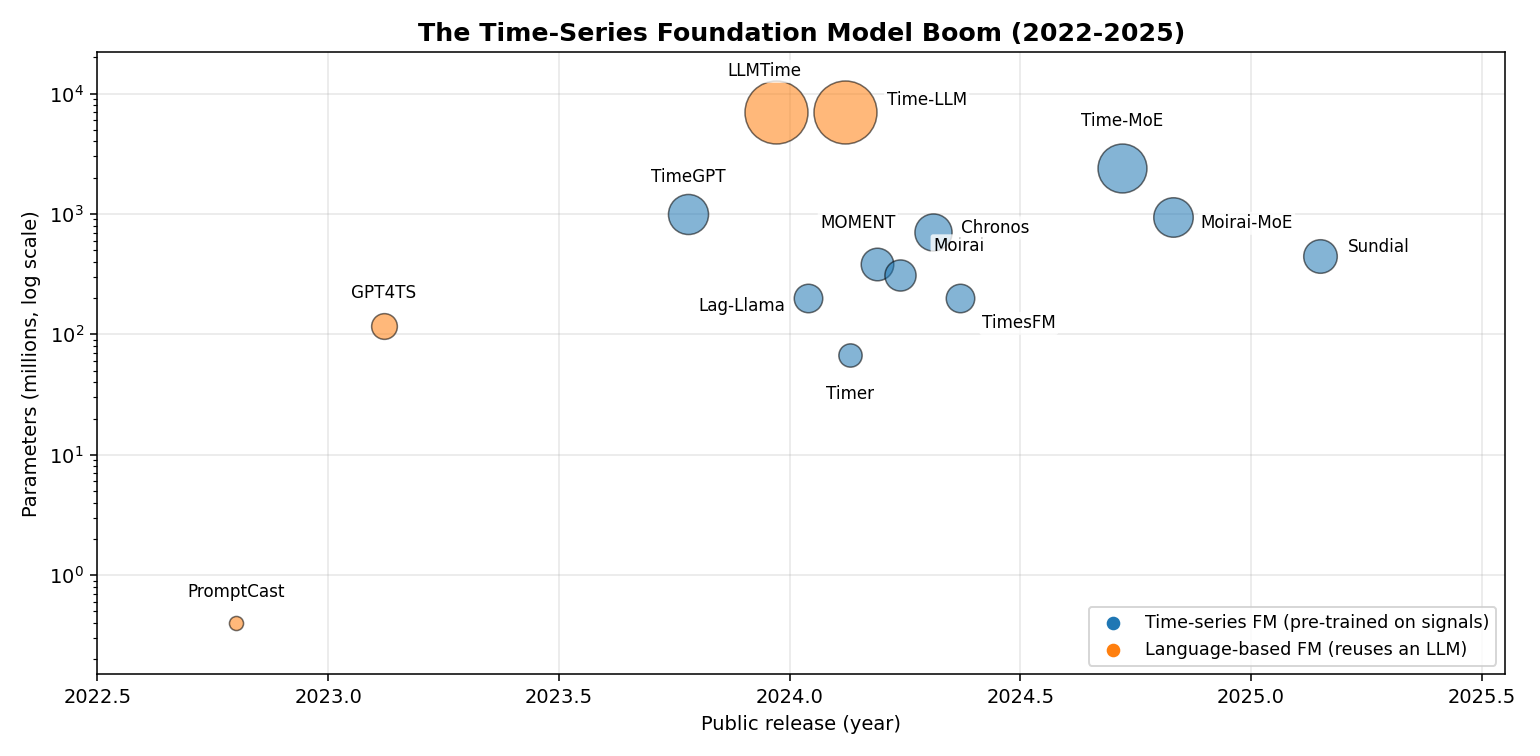 The Time-Series Foundation Model Boom (2022-2025)
Parameters (millions, log scale)
10⁴
10³
10²
10¹
10⁰
LLMTime
Time-LLM
Time-MoE
TimeGPT
MOMENT
Chronos
Moirai-MoE
Moirai
Sundial
GPT4TS
Lag-Llama
TimesFM
Timer
PromptCast
Time-series FM (pre-trained on signals)
Language-based FM (reuses an LLM)
2022.5 2023.0 2023.5 2024.0 2024.5 2025.0 2025.5
Public release (year)